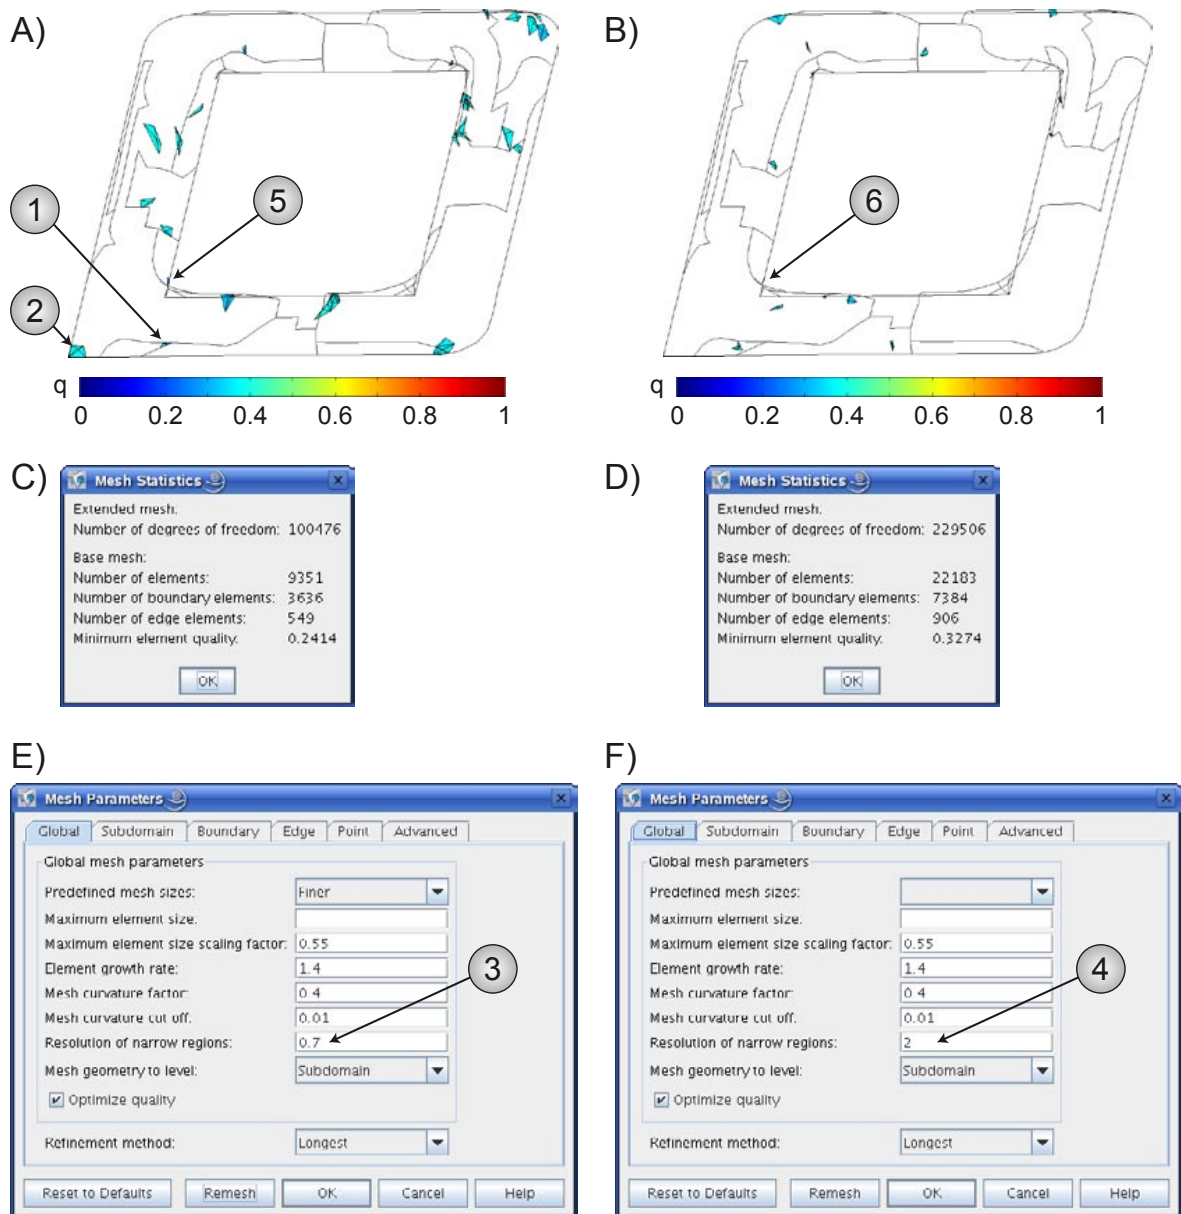 A)
B)
1
5
6
2
q
0 0.2 0.4 0.6 0.8 1
q
0 0.2 0.4 0.6 0.8 1
C)
Mesh Statistics
Extended mesh:
Number of degrees of freedom: 100476
Base mesh:
Number of elements: 9351
Number of boundary elements: 3636
Number of edge elements: 549
Minimum element quality: 0.2414
OK
D)
Mesh Statistics
Extended mesh:
Number of degrees of freedom: 229506
Base mesh:
Number of elements: 22183
Number of boundary elements: 7384
Number of edge elements: 906
Minimum element quality: 0.3274
OK
E)
Mesh Parameters
Global Subdomain Boundary Edge Point Advanced
Global mesh parameters
Predefined mesh sizes: Finer
Maximum element size:
Maximum element size scaling factor: 0.55
Element growth rate: 1.4
Mesh curvature factor: 0.4
Mesh curvature cut off: 0.01
Resolution of narrow regions: 0.7
Mesh geometry to level: Subdomain
Optimize quality
Refinement method: Longest
Reset to Defaults Remesh OK Cancel Help
3
F)
Mesh Parameters
Global Subdomain Boundary Edge Point Advanced
Global mesh parameters
Predefined mesh sizes:
Maximum element size:
Maximum element size scaling factor: 0.55
Element growth rate: 1.4
Mesh curvature factor: 0.4
Mesh curvature cut off: 0.01
Resolution of narrow regions: 2
Mesh geometry to level: Subdomain
Optimize quality
Refinement method: Longest
Reset to Defaults Remesh OK Cancel Help
4